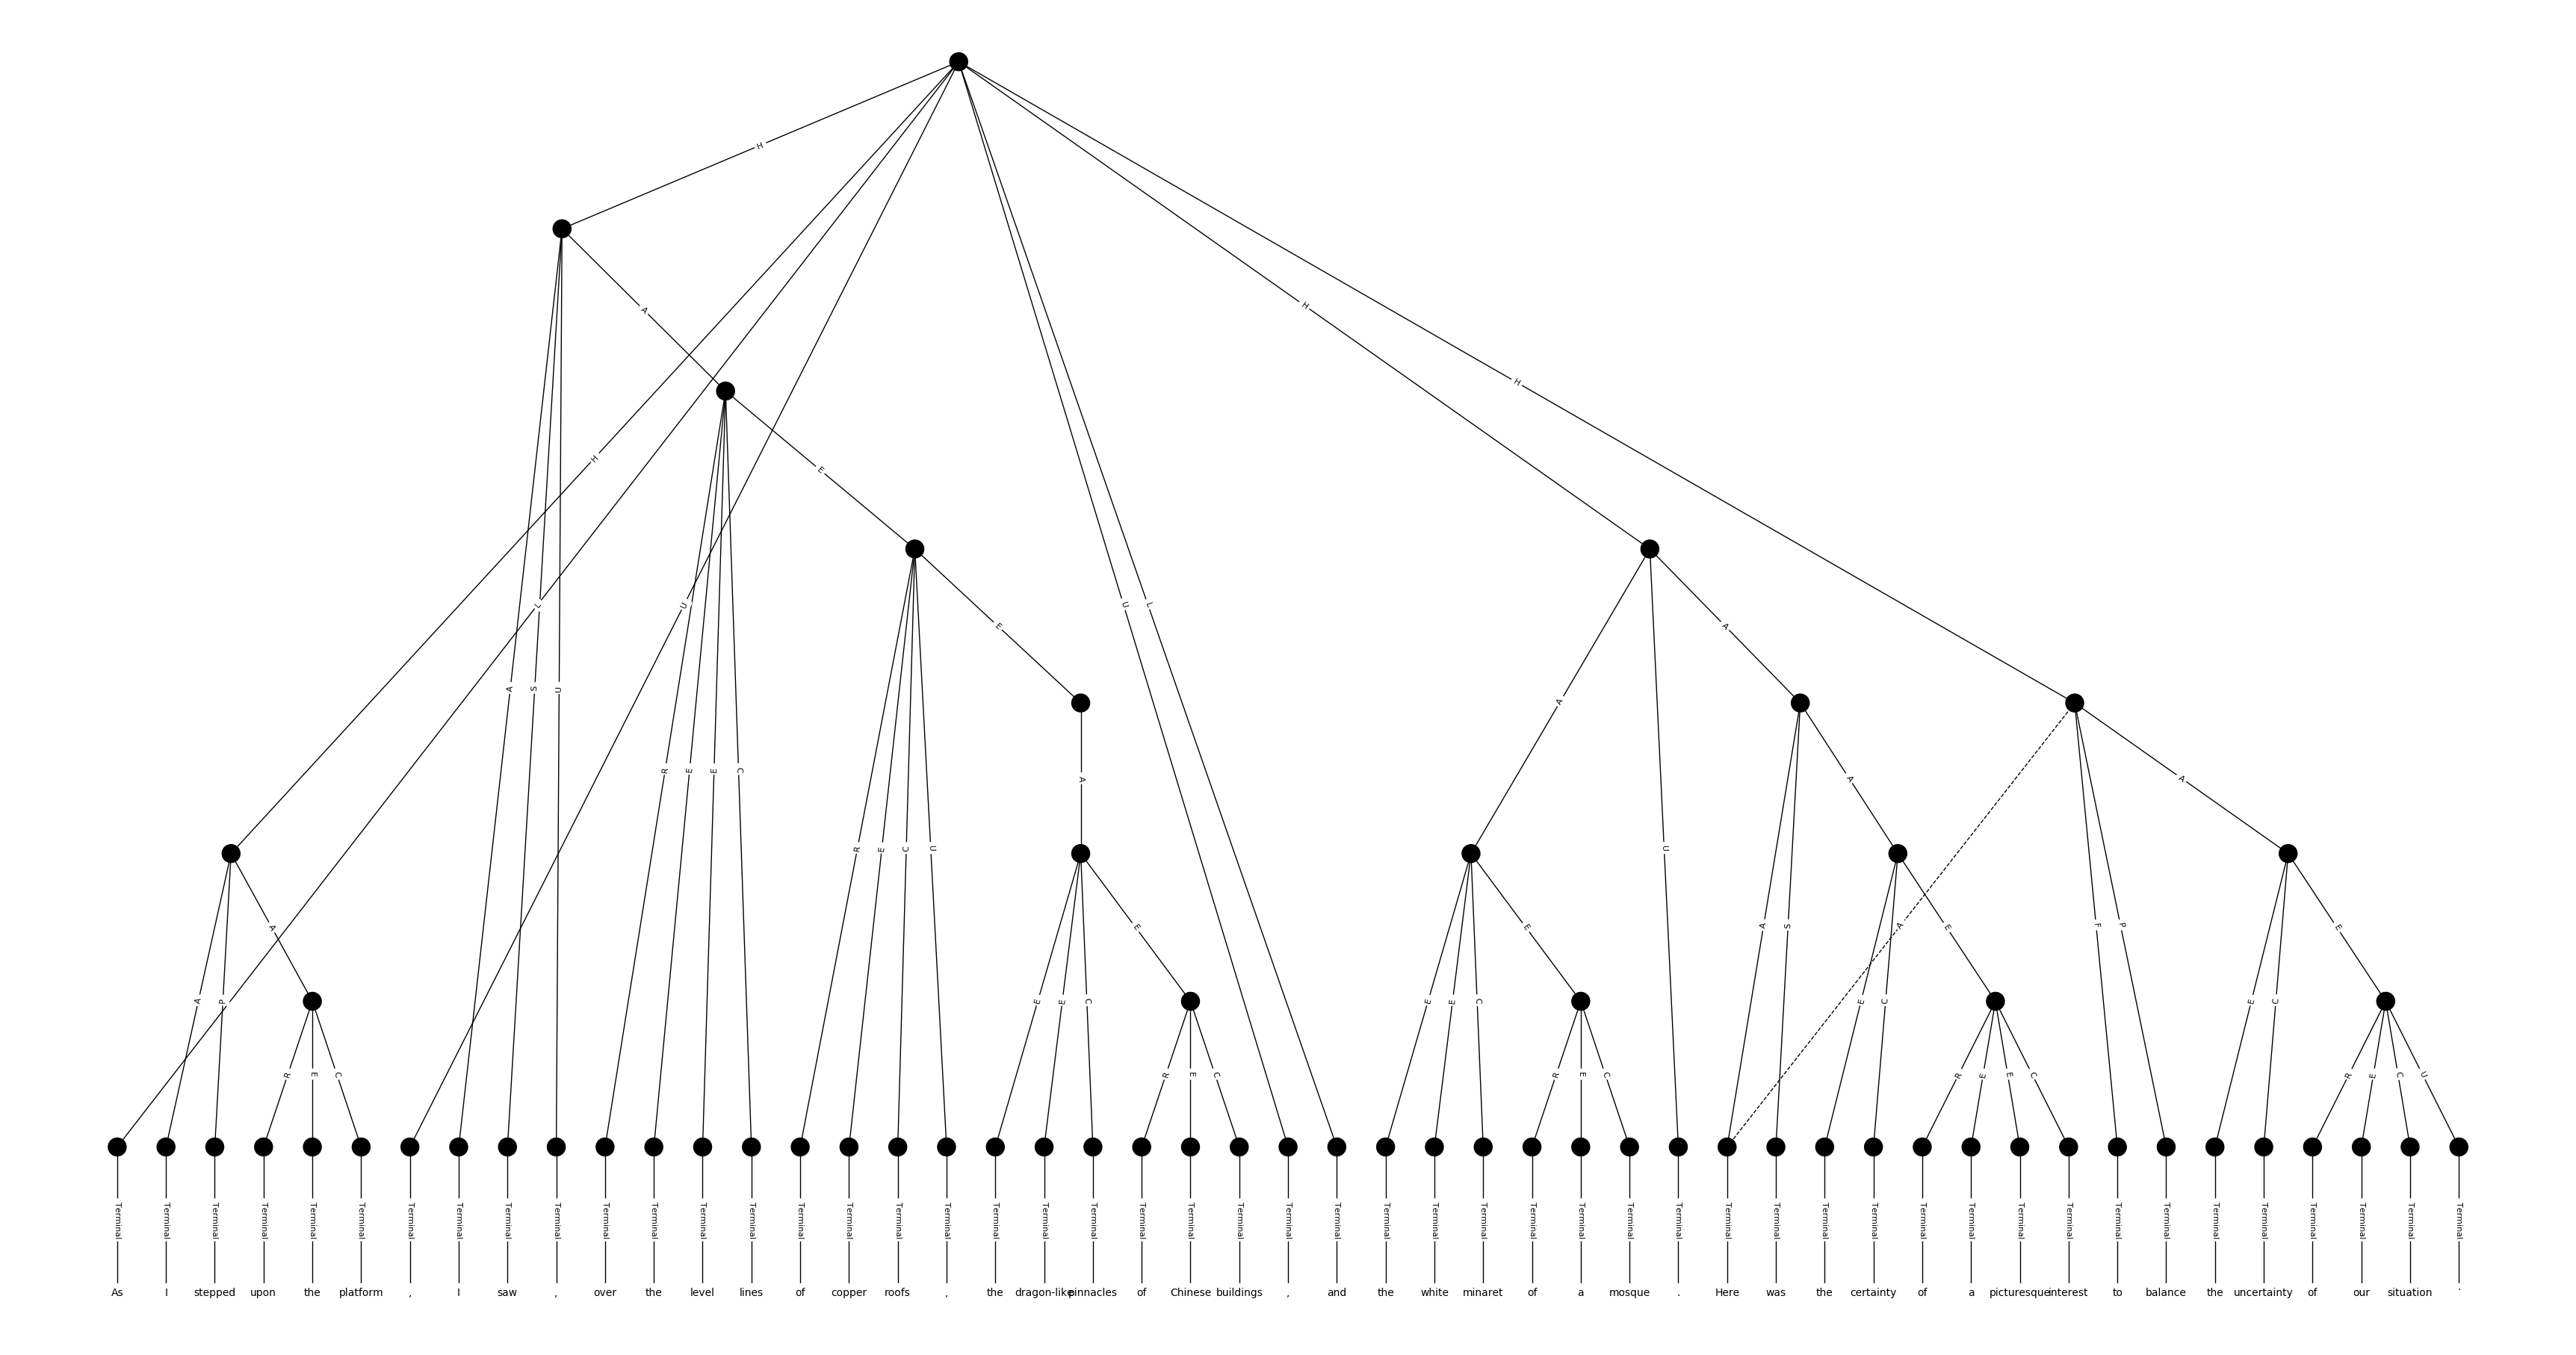 H
H
A
H
H
E
L U U L
E A
A S U
A
R E E C
A A A
R E C U U
A E E A S A E F P E
A P E E C E E C E C E C
R E C R E C R E C R E E C R E C U
Terminal Terminal Terminal Terminal Terminal Terminal Terminal Terminal Terminal Terminal Terminal Terminal Terminal Terminal Terminal Terminal Terminal Terminal Terminal Terminal Terminal Terminal Terminal Terminal Terminal Terminal Terminal Terminal Terminal Terminal Terminal Terminal Terminal Terminal Terminal Terminal Terminal Terminal Terminal Terminal Terminal Terminal Terminal Terminal Terminal Terminal Terminal Terminal Terminal
As I stepped upon the platform , I saw , over the level lines of copper roofs , the dragon-like pinnacles of Chinese buildings , and the white minaret of a mosque . Here was the certainty of a picturesque interest to balance the uncertainty of our situation .